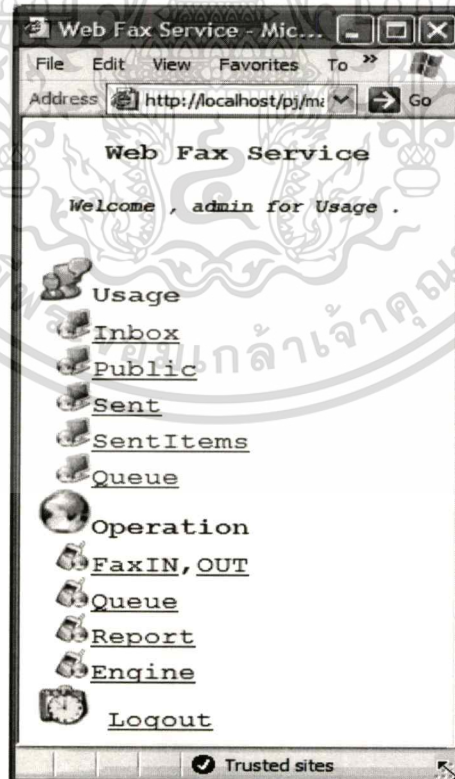 Web Fax Service - Mic...
File Edit View Favorites To »
Address http://localhost/pj/ma Go
Web Fax Service
Welcome , admin for Usage .
Usage
Inbox
Public
Sent
SentItems
Queue
Operation
FaxIN,OUT
Queue
Report
Engine
Logout
Trusted sites